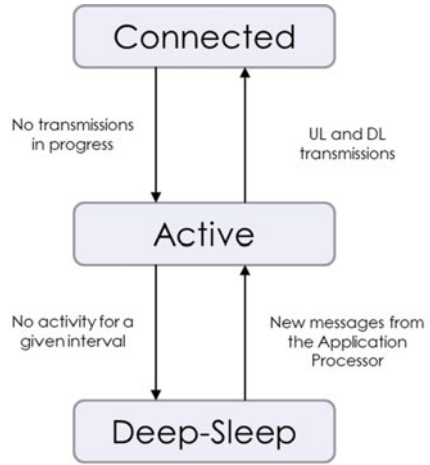 Connected
No transmissions
in progress
UL and DL
transmissions
Active
No activity for a
given interval
New messages from
the Application
Processor
Deep-Sleep